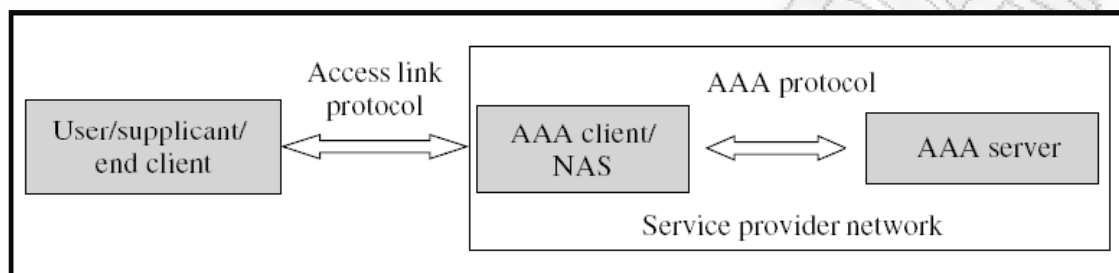 Access link
protocol
AAA protocol
User/supplicant/
end client
AAA client/
NAS
AAA server
Service provider network